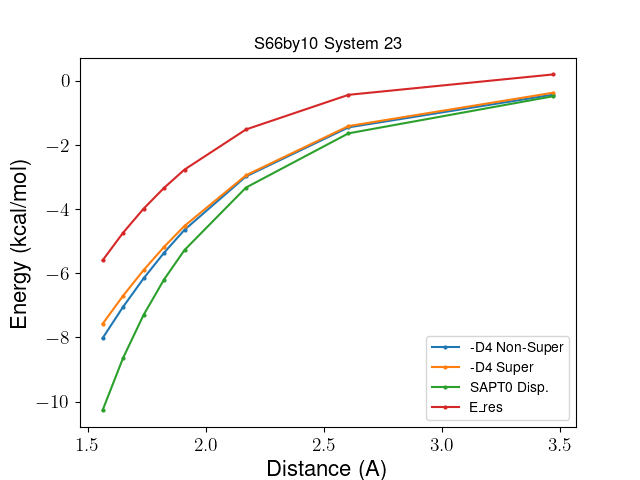 S66by10 System 23
Energy (kcal/mol)
0
−2
−4
−6
−8
−10
-D4 Non-Super
-D4 Super
SAPT0 Disp.
E_res
1.5 2.0 2.5 3.0 3.5
Distance (A)